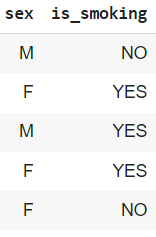 sex is_smoking
M NO
F YES
M YES
F YES
F NO